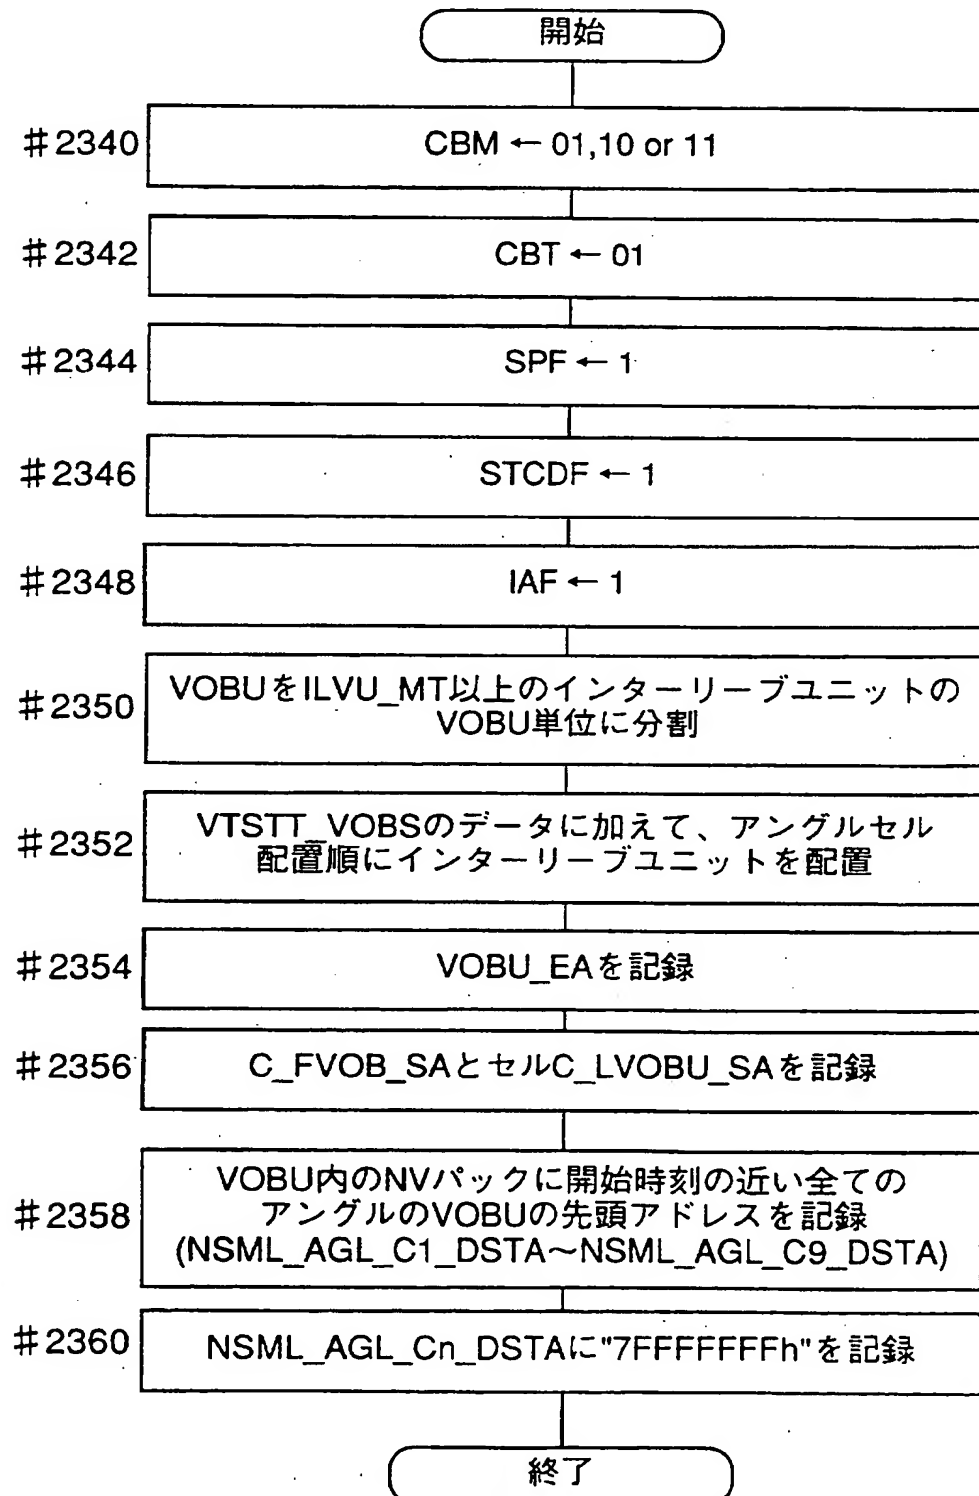 開始
#2340 CBM ← 01,10 or 11
#2342 CBT ← 01
#2344 SPF ← 1
#2346 STCDF ← 1
#2348 IAF ← 1
#2350 VOBUをILVU_MT以上のインターリーブユニットの
VOBU単位に分割
#2352 VTSTT_VOBSのデータに加えて、アングルセル
配置順にインターリーブユニットを配置
#2354 VOBU_EAを記録
#2356 C_FVOB_SAとセルC_LVOBU_SAを記録
#2358 VOBU内のNVパックに開始時刻の近い全ての
アングルのVOBUの先頭アドレスを記録
(NSML_AGL_C1_DSTA~NSML_AGL_C9_DSTA)
#2360 NSML_AGL_Cn_DSTAに"7FFFFFFFh"を記録
終了